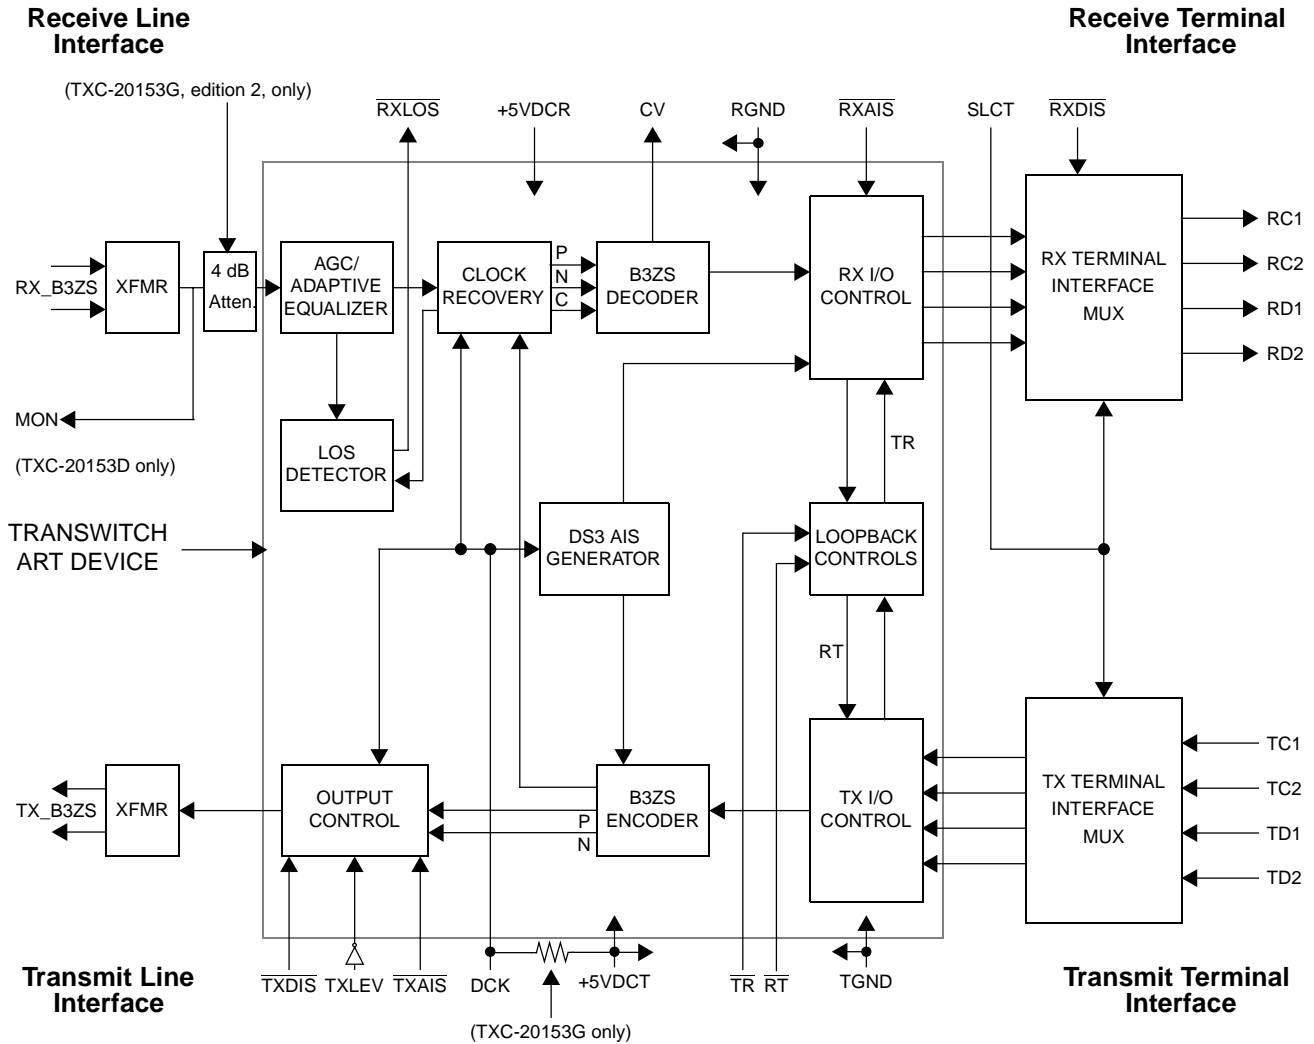 Receive Line
Interface
Receive Terminal
Interface
(TXC-20153G, edition 2, only)
RXLOS
+5VDCR
CV
RGND
RXAIS
SLCT
RXDIS
RX_B3ZS
XFMR
4 dB
Atten.
AGC/
ADAPTIVE
EQUALIZER
CLOCK
RECOVERY
P
N
C
B3ZS
DECODER
RX I/O
CONTROL
RX TERMINAL
INTERFACE
MUX
RC1
RC2
RD1
RD2
MON
(TXC-20153D only)
LOS
DETECTOR
TR
TRANSWITCH
ART DEVICE
DS3 AIS
GENERATOR
LOOPBACK
CONTROLS
RT
TX_B3ZS
XFMR
OUTPUT
CONTROL
P
N
B3ZS
ENCODER
TX I/O
CONTROL
TX TERMINAL
INTERFACE
MUX
TC1
TC2
TD1
TD2
Transmit Line
Interface
TXDIS
TXLEV
TXAIS
DCK
+5VDCT
TR
RT
TGND
Transmit Terminal
Interface
(TXC-20153G only)